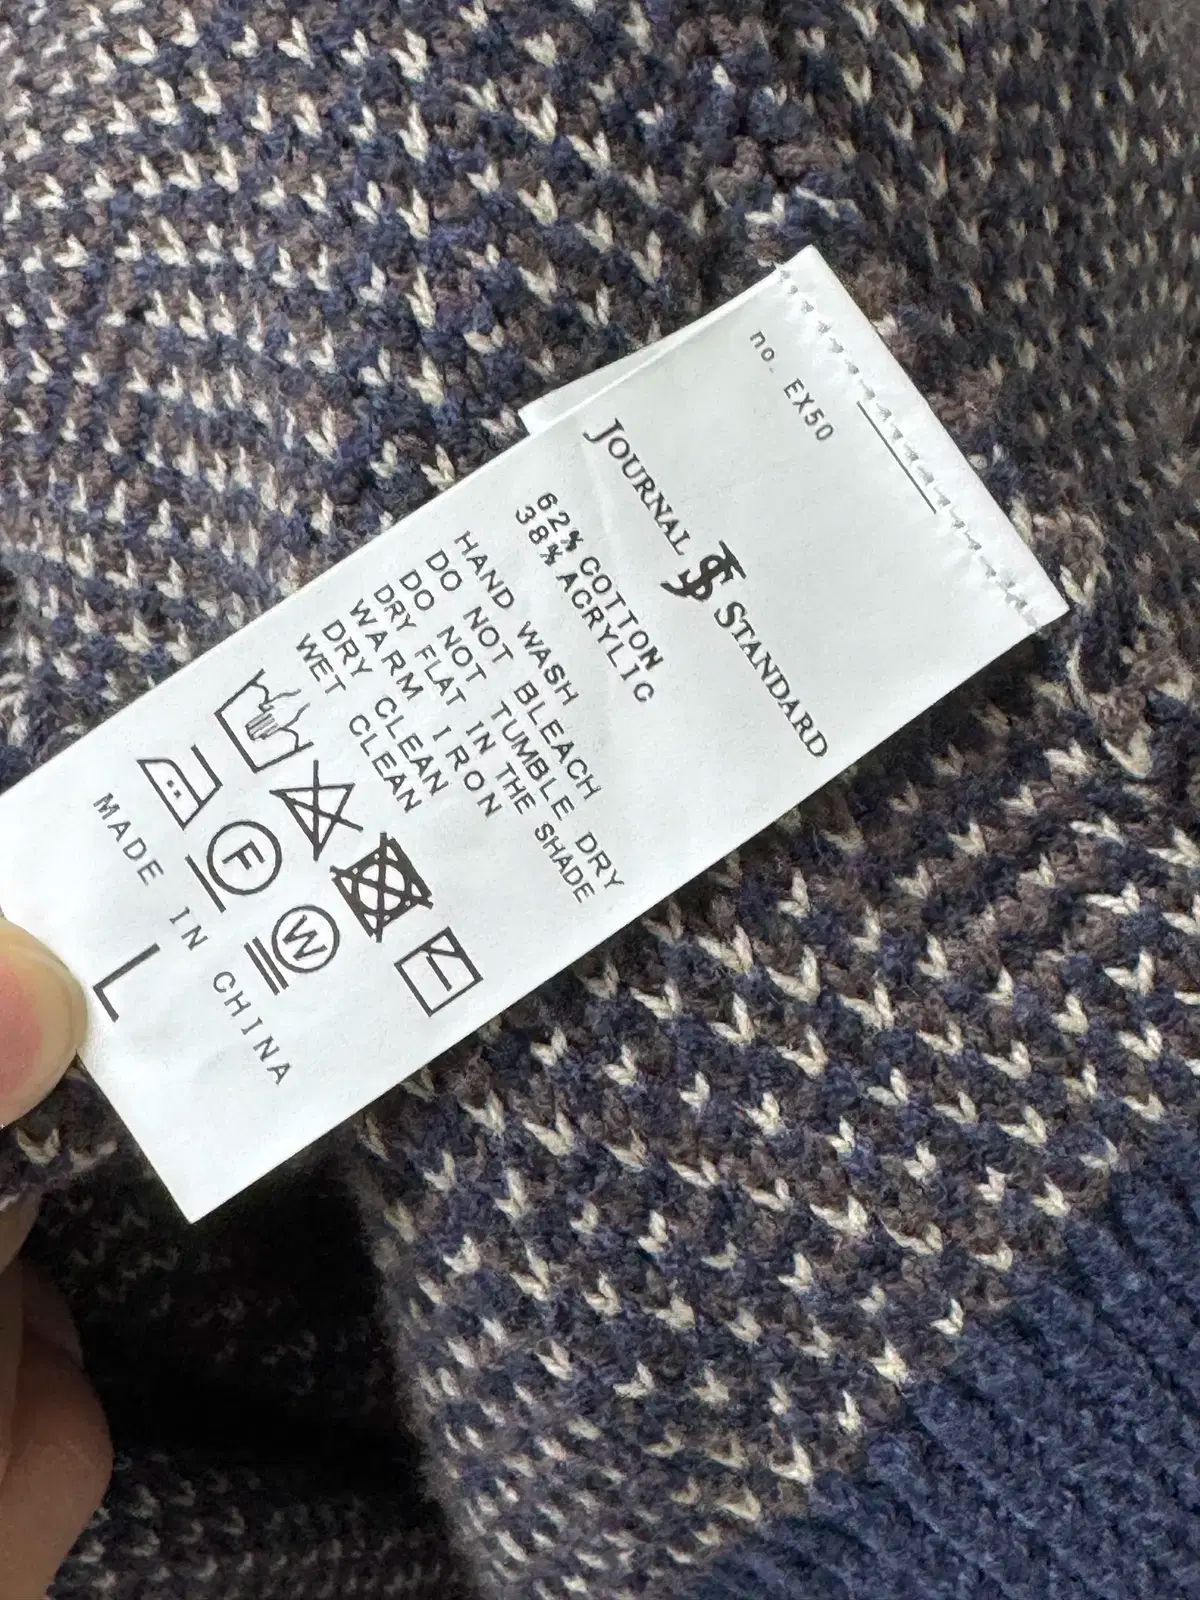 no. EX50
JOURNAL JS STANDARD
62% COTTON
38% ACRYLIC
HAND WASH
DO NOT BLEACH
DO NOT TUMBLE DRY
DRY FLAT IN THE SHADE
WARM IRON
DRY CLEAN
WET CLEAN
F
W
MADE IN CHINA
L